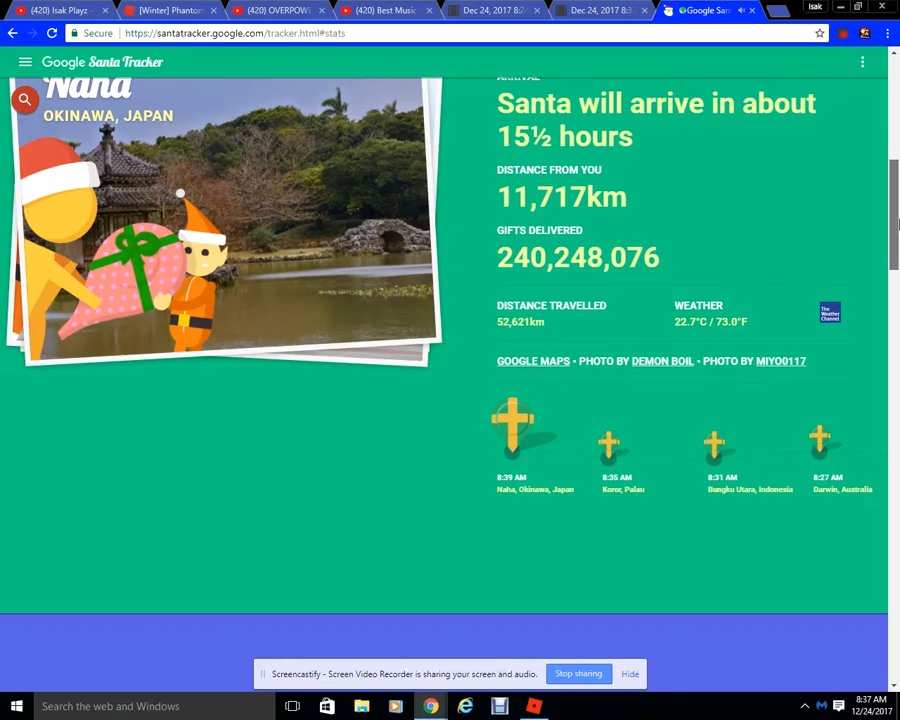 (420) Isak Playz -
[Winter] Phantom
(420) OVERPOW
(420) Best Music
Dec 24, 2017 8:2
Dec 24, 2017 8:3
Google San
Isak
Secure
https://santatracker.google.com/tracker.html#stats
Google Santa Tracker
Naha
OKINAWA, JAPAN
ARRIVAL
Santa will arrive in about
15½ hours
DISTANCE FROM YOU
11,717km
GIFTS DELIVERED
240,248,076
DISTANCE TRAVELLED
52,621km
WEATHER
22.7°C / 73.0°F
The
Weather
Channel
GOOGLE MAPS • PHOTO BY DEMON BOIL • PHOTO BY MIYO0117
8:39 AM
Naha, Okinawa, Japan
8:35 AM
Koror, Palau
8:31 AM
Bungku Utara, Indonesia
8:27 AM
Darwin, Australia
Screencastify - Screen Video Recorder is sharing your screen and audio.
Stop sharing
Hide
Search the web and Windows
8:37 AM
12/24/2017